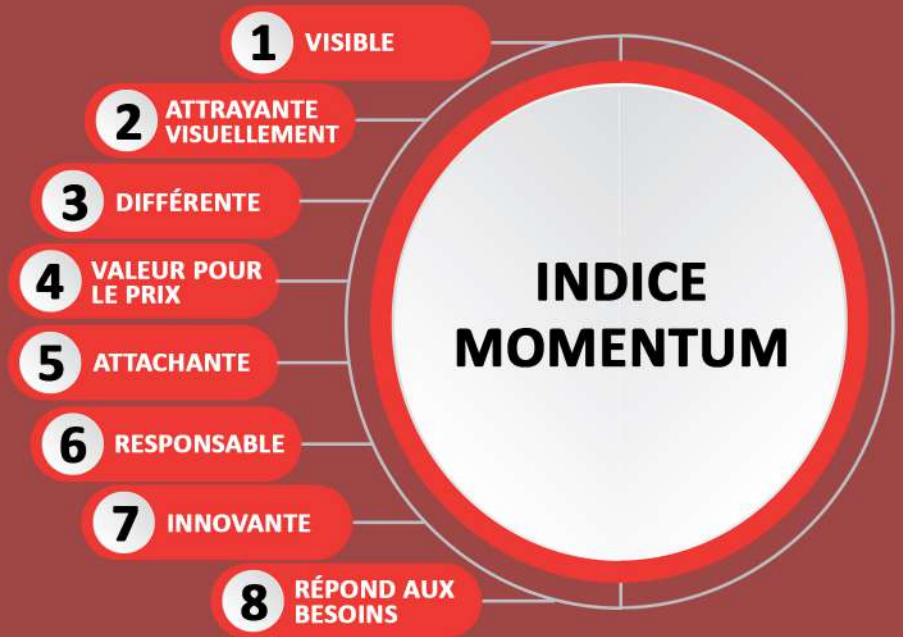 1 VISIBLE
2 ATTRAYANTE
VISUELLEMENT
3 DIFFÉRENTE
4 VALEUR POUR
LE PRIX
5 ATTACHANTE
6 RESPONSABLE
7 INNOVANTE
8 RÉPOND AUX
BESOINS
INDICE
MOMENTUM